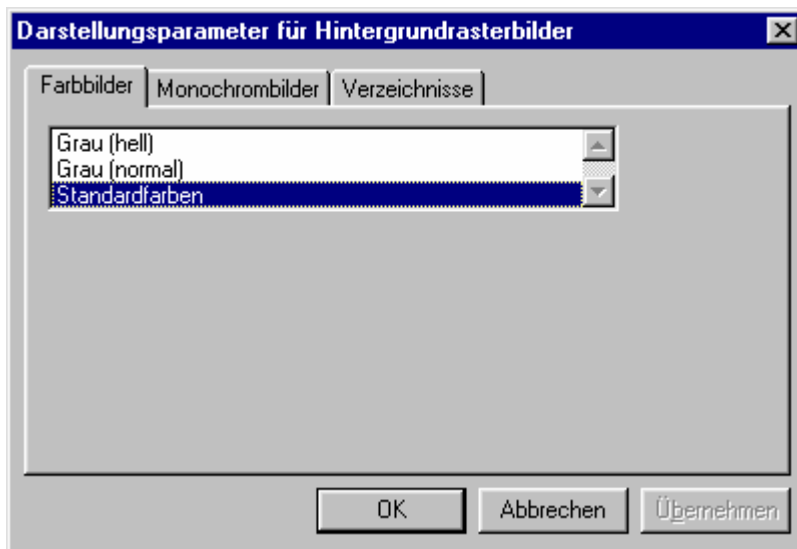 Darstellungsparameter für Hintergrundrasterbilder
Farbbilder Monochrombilder Verzeichnisse
Grau (hell)
Grau (normal)
Standardfarben
OK Abbrechen Übernehmen